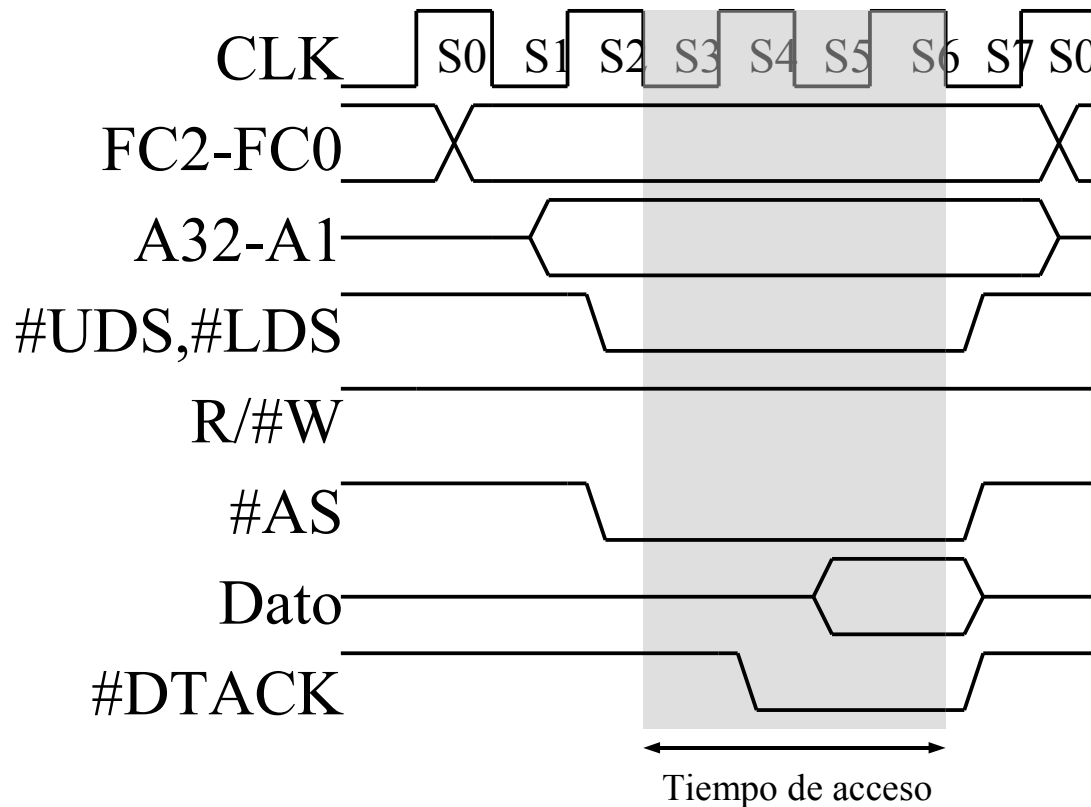 CLK S0 S1 S2 S3 S4 S5 S6 S7 S0
FC2-FC0
A32-A1
#UDS,#LDS
R/#W
#AS
Dato
#DTACK
Tiempo de acceso